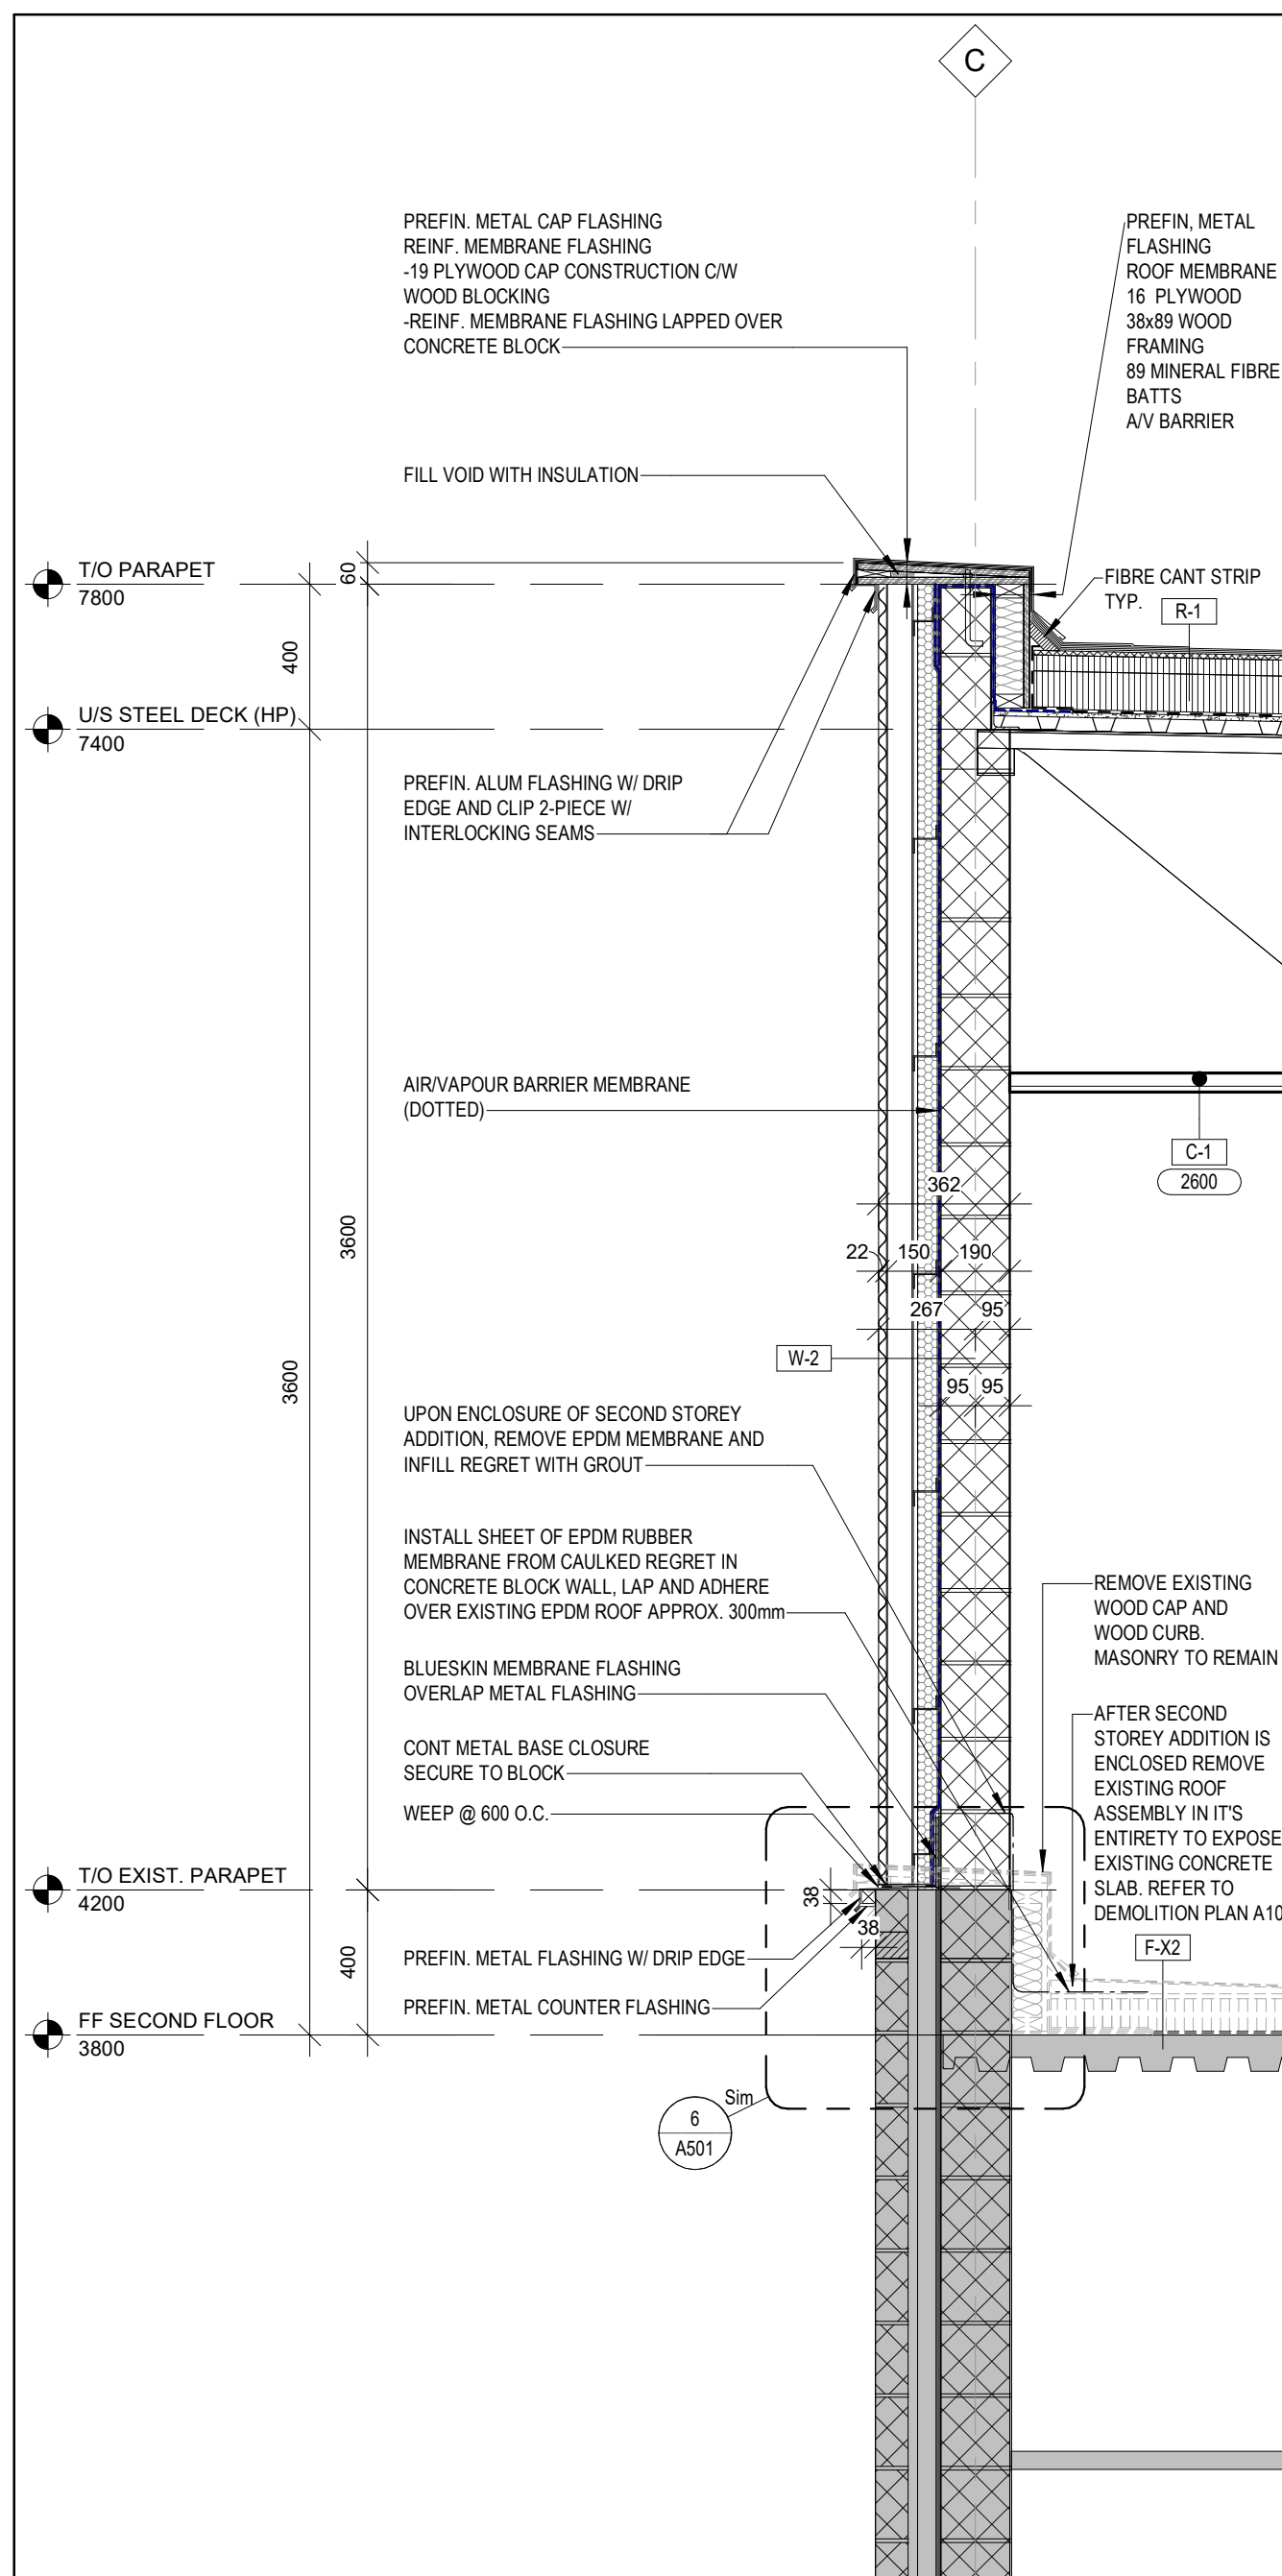 C
PREFIN. METAL CAP FLASHING
REINF. MEMBRANE FLASHING
-19 PLYWOOD CAP CONSTRUCTION C/W
WOOD BLOCKING
-REINF. MEMBRANE FLASHING LAPPED OVER
CONCRETE BLOCK
PREFIN, METAL
FLASHING
ROOF MEMBRANE
16 PLYWOOD
38x89 WOOD
FRAMING
89 MINERAL FIBRE
BATTS
A/V BARRIER
FILL VOID WITH INSULATION
T/O PARAPET
7800
60
FIBRE CANT STRIP
TYP.
R-1
400
U/S STEEL DECK (HP)
7400
PREFIN. ALUM FLASHING W/ DRIP
EDGE AND CLIP 2-PIECE W/
INTERLOCKING SEAMS
AIR/VAPOUR BARRIER MEMBRANE
(DOTTED)
C-1
2600
362
3600
22 150 190
267 95
W-2
3600
95 95
UPON ENCLOSURE OF SECOND STOREY
ADDITION, REMOVE EPDM MEMBRANE AND
INFILL REGRET WITH GROUT
INSTALL SHEET OF EPDM RUBBER
MEMBRANE FROM CAULKED REGRET IN
CONCRETE BLOCK WALL, LAP AND ADHERE
OVER EXISTING EPDM ROOF APPROX. 300mm
REMOVE EXISTING
WOOD CAP AND
WOOD CURB.
MASONRY TO REMAIN
BLUESKIN MEMBRANE FLASHING
OVERLAP METAL FLASHING
AFTER SECOND
STOREY ADDITION IS
ENCLOSED REMOVE
EXISTING ROOF
ASSEMBLY IN IT'S
ENTIRETY TO EXPOSE
EXISTING CONCRETE
SLAB. REFER TO
DEMOLITION PLAN A10
CONT METAL BASE CLOSURE
SECURE TO BLOCK
WEEP @ 600 O.C.
T/O EXIST. PARAPET
4200
38
38
F-X2
400
PREFIN. METAL FLASHING W/ DRIP EDGE
PREFIN. METAL COUNTER FLASHING
FF SECOND FLOOR
3800
Sim
6
A501